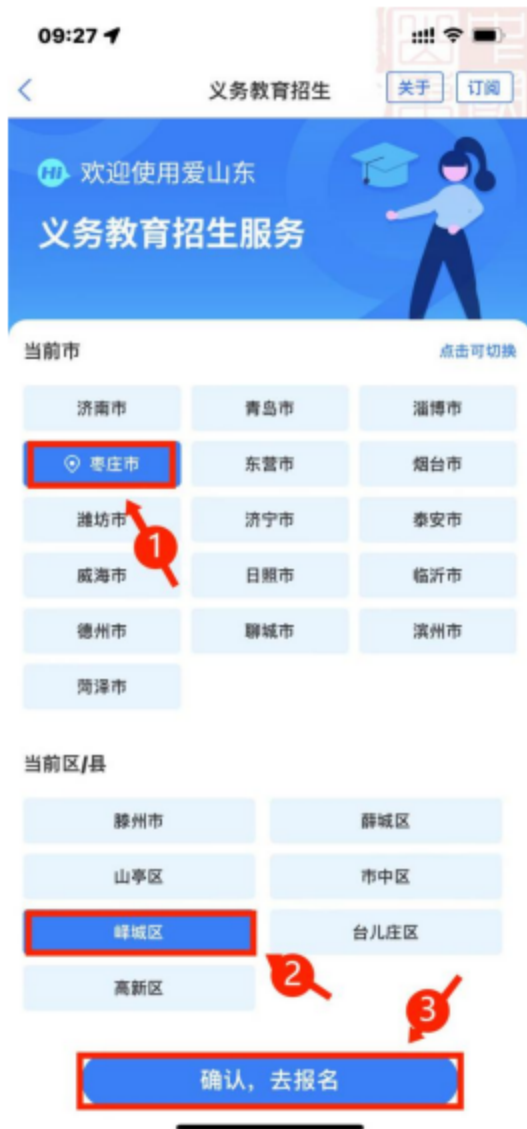 09:27
义务教育招生 关于 订阅
HI 欢迎使用爱山东
义务教育招生服务
当前市 点击可切换
济南市 青岛市 淄博市
枣庄市 东营市 烟台市
潍坊市 济宁市 泰安市
1
威海市 日照市 临沂市
德州市 聊城市 滨州市
菏泽市
当前区/县
滕州市 薛城区
山亭区 市中区
峄城区 台儿庄区
2
高新区
3
确认，去报名